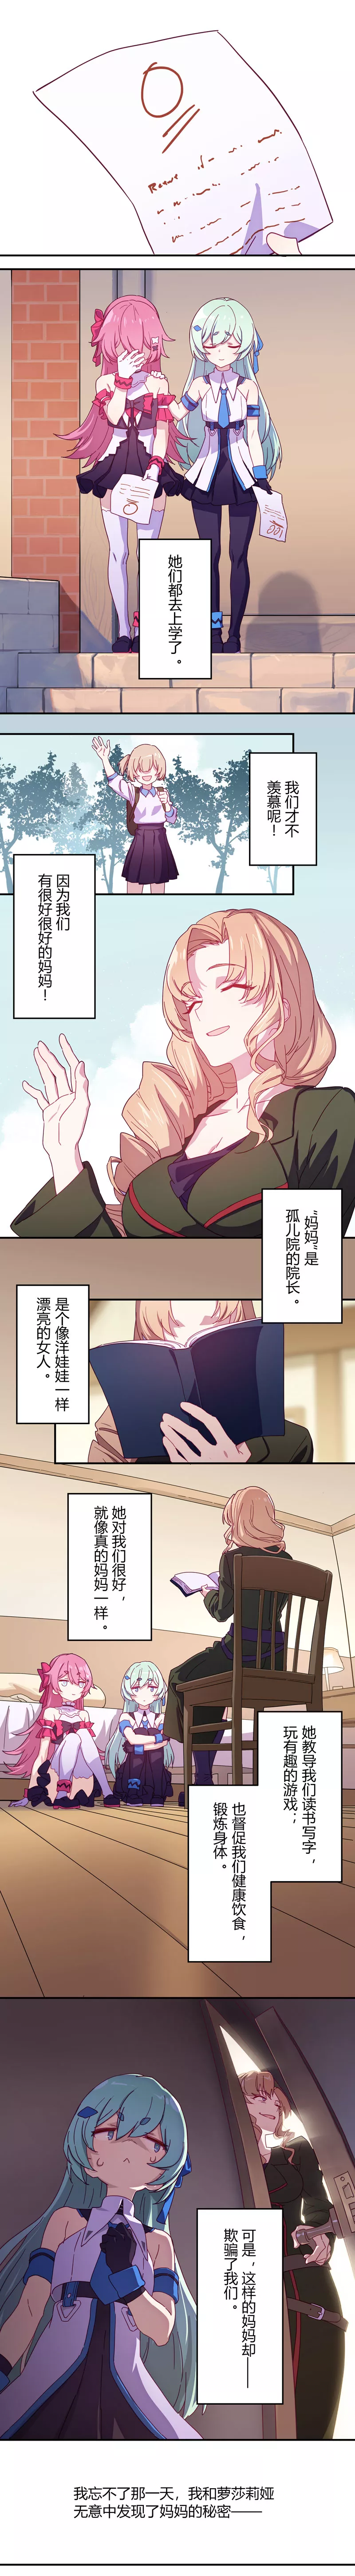 她们都去上学了。
我们才不
羡慕呢！
因为我们
有很好很好的妈妈！
“妈妈”是
孤儿院的院长。
是个像洋娃娃一样
漂亮的女人。
她对我们很好，
就像真的妈妈一样。
她教导我们读书写字，
玩有趣的游戏；
也督促我们健康饮食，
锻炼身体。
可是，这样的妈妈却——
欺骗了我们。
我忘不了那一天，我和萝莎莉娅
无意中发现了妈妈的秘密——